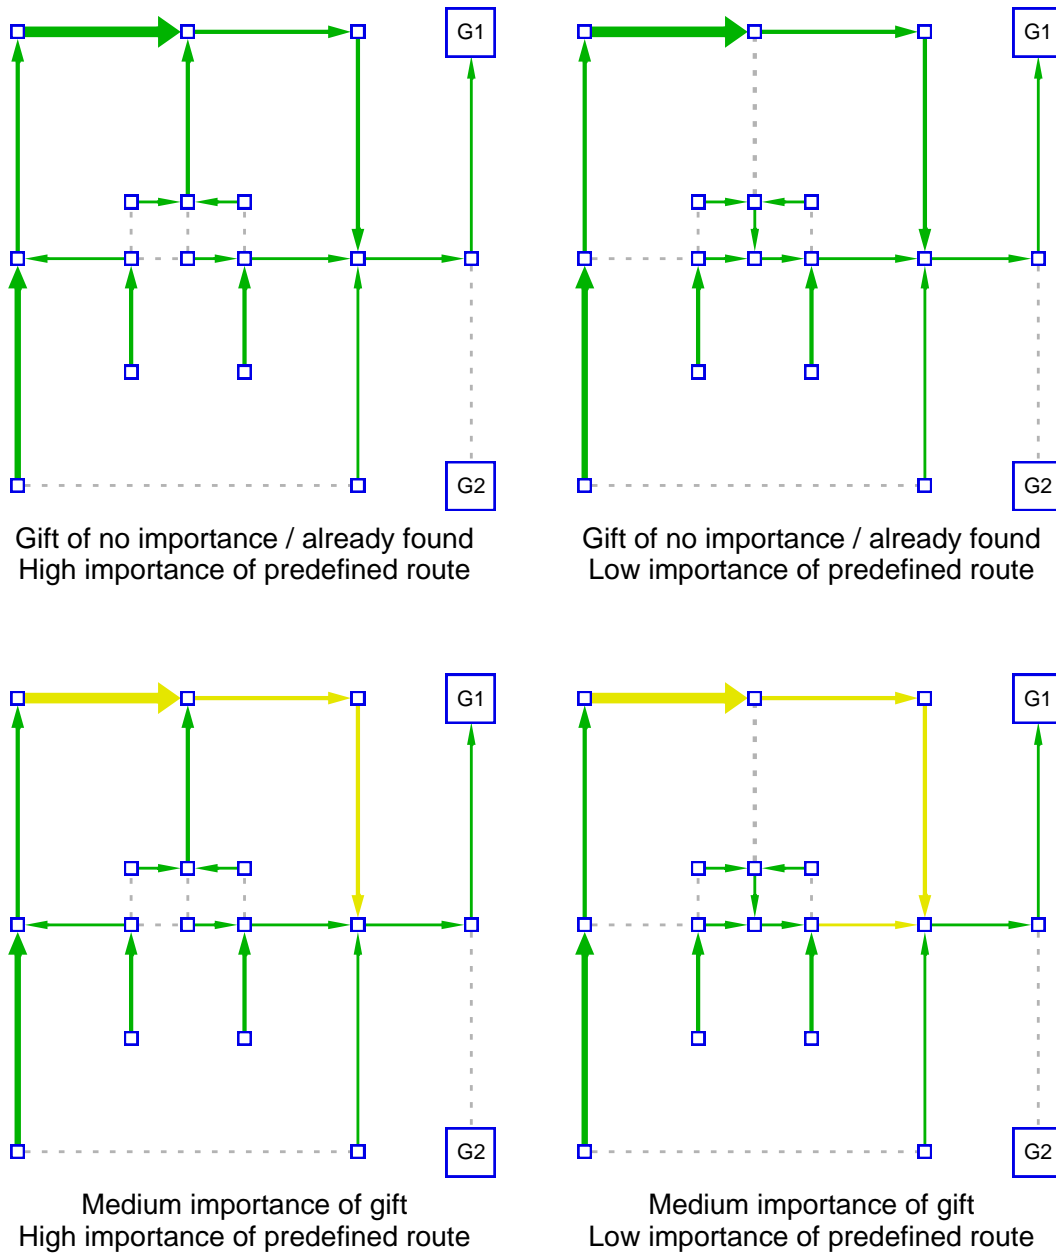 G1
G1
G2
G2
Gift of no importance / already found
High importance of predefined route
Gift of no importance / already found
Low importance of predefined route
G1
G1
G2
G2
Medium importance of gift
High importance of predefined route
Medium importance of gift
Low importance of predefined route